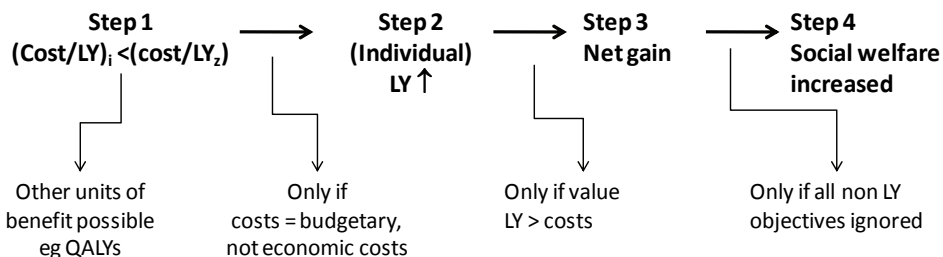 Step 1
(Cost/LY)i <(cost/LYz)
Step 2
(Individual)
LY ↑
Step 3
Net gain
Step 4
Social welfare
increased
Other units of
benefit possible
eg QALYs
Only if
costs = budgetary,
not economic costs
Only if value
LY > costs
Only if all non LY
objectives ignored